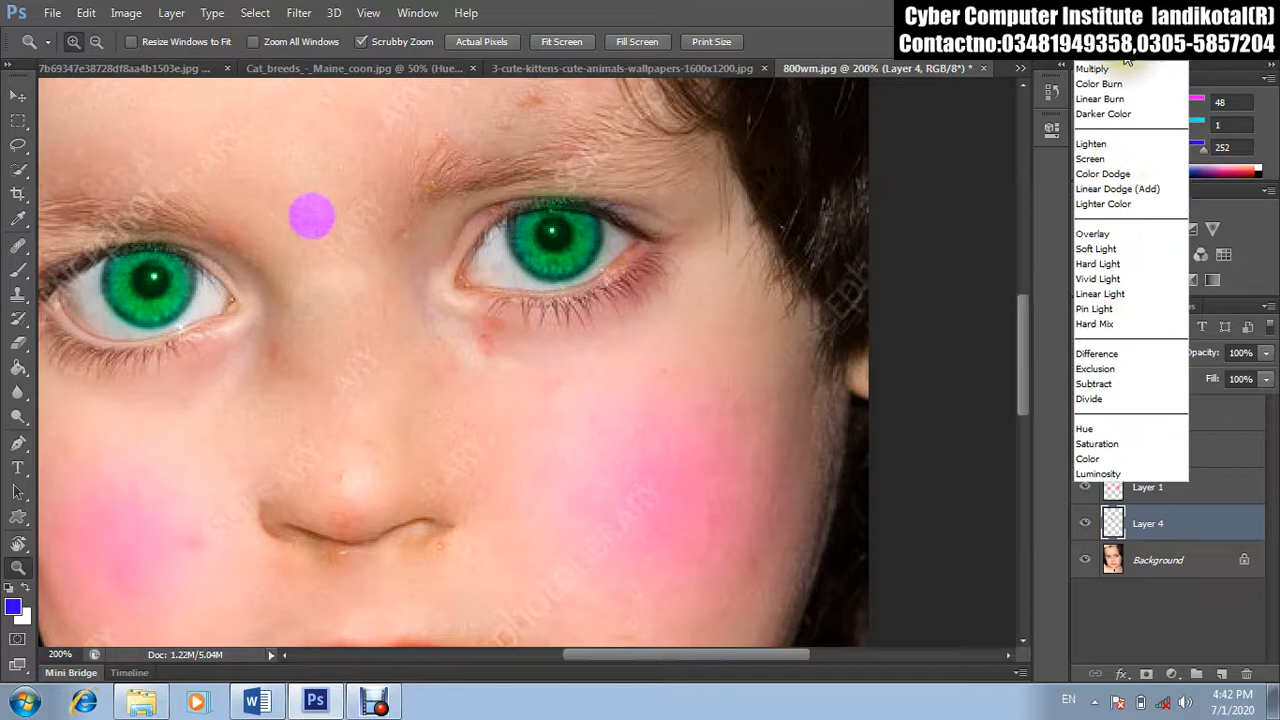 Cyber Computer Institute landikotal(R)
Contactno:03481949358,0305-5857204
Ps File Edit Image Layer Type Select Filter 3D View Window Help
Resize Windows to Fit All Windows Scrubby Zoom Actual Pixels Fit Screen Fill Screen Print Size
7b69347e38728df8aa4b1503e.jpg ... × Cat_breeds_-_Maine_coon.jpg @ 50% (Hue... × 3-cute-kittens-cute-animals-wallpapers-1600x1200.jpg × 800wm.jpg @ 200% (Layer 4, RGB/8*) * ×
Multiply
Color Burn
Linear Burn
Darker Color
Lighten
Screen
Color Dodge
Linear Dodge (Add)
Lighter Color
Overlay
Soft Light
Hard Light
Vivid Light
Linear Light
Pin Light
Hard Mix
Difference
Exclusion
Subtract
Divide
Hue
Saturation
Color
Luminosity
48
1
252
Opacity: 100%
Fill: 100%
Layer 1
Layer 4
Background
200% Doc: 1.22M/5.04M
Mini Bridge Timeline
EN
4:42 PM
7/1/2020